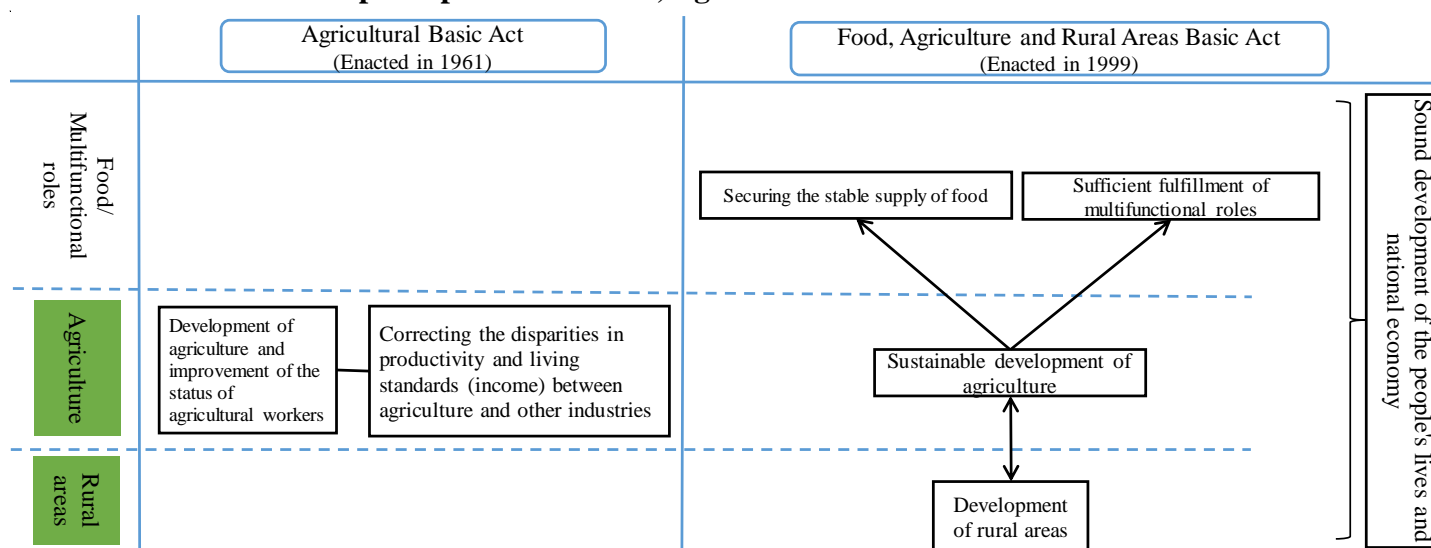 Agricultural Basic Act
(Enacted in 1961)
Food, Agriculture and Rural Areas Basic Act
(Enacted in 1999)
Food/
Multifunctional
roles
Securing the stable supply of food
Sufficient fulfillment of
multifunctional roles
Agriculture
Development of
agriculture and
improvement of the
status of
agricultural workers
Correcting the disparities in
productivity and living
standards (income) between
agriculture and other industries
Sustainable development of
agriculture
Rural
areas
Development
of rural areas
Sound development of the people's lives and
national economy